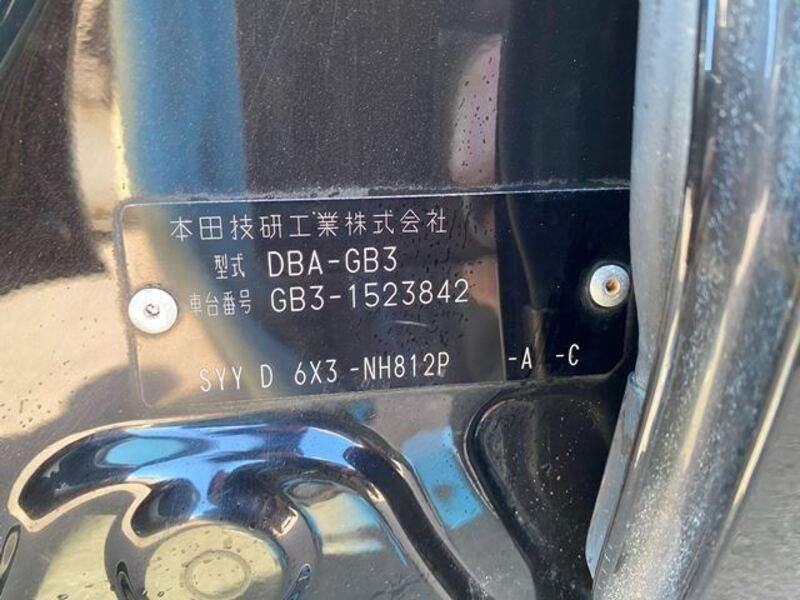 本田技研工業株式会社
型式 DBA-GB3
車台番号 GB3-1523842
SYY D 6X3 -NH812P -A -C